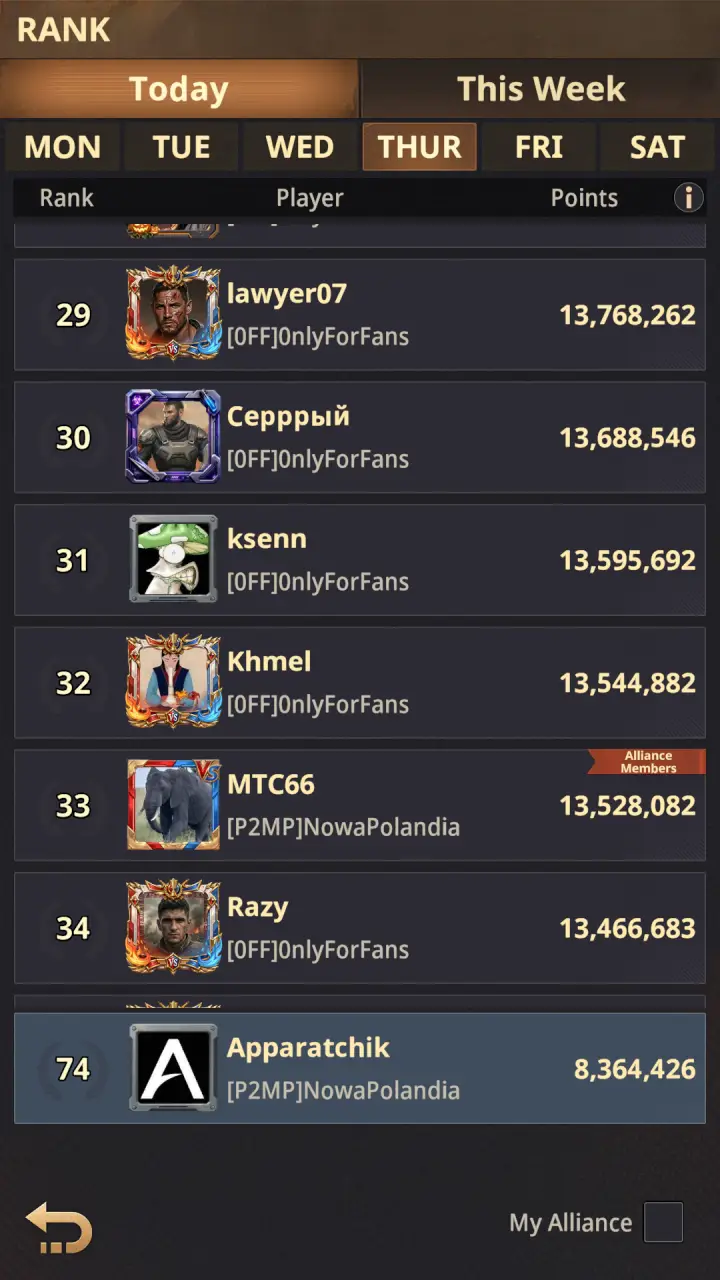 RANK
Today
This Week
MON
TUE
WED
THUR
FRI
SAT
Rank
Player
Points
29
lawyer07
[0FF]0nlyForFans
13,768,262
30
Серррый
[0FF]0nlyForFans
13,688,546
31
ksenn
[0FF]0nlyForFans
13,595,692
32
Khmel
[0FF]0nlyForFans
13,544,882
Alliance
Members
33
MTC66
[P2MP]NowaPolandia
13,528,082
34
Razy
[0FF]0nlyForFans
13,466,683
74
Apparatchik
[P2MP]NowaPolandia
8,364,426
My Alliance